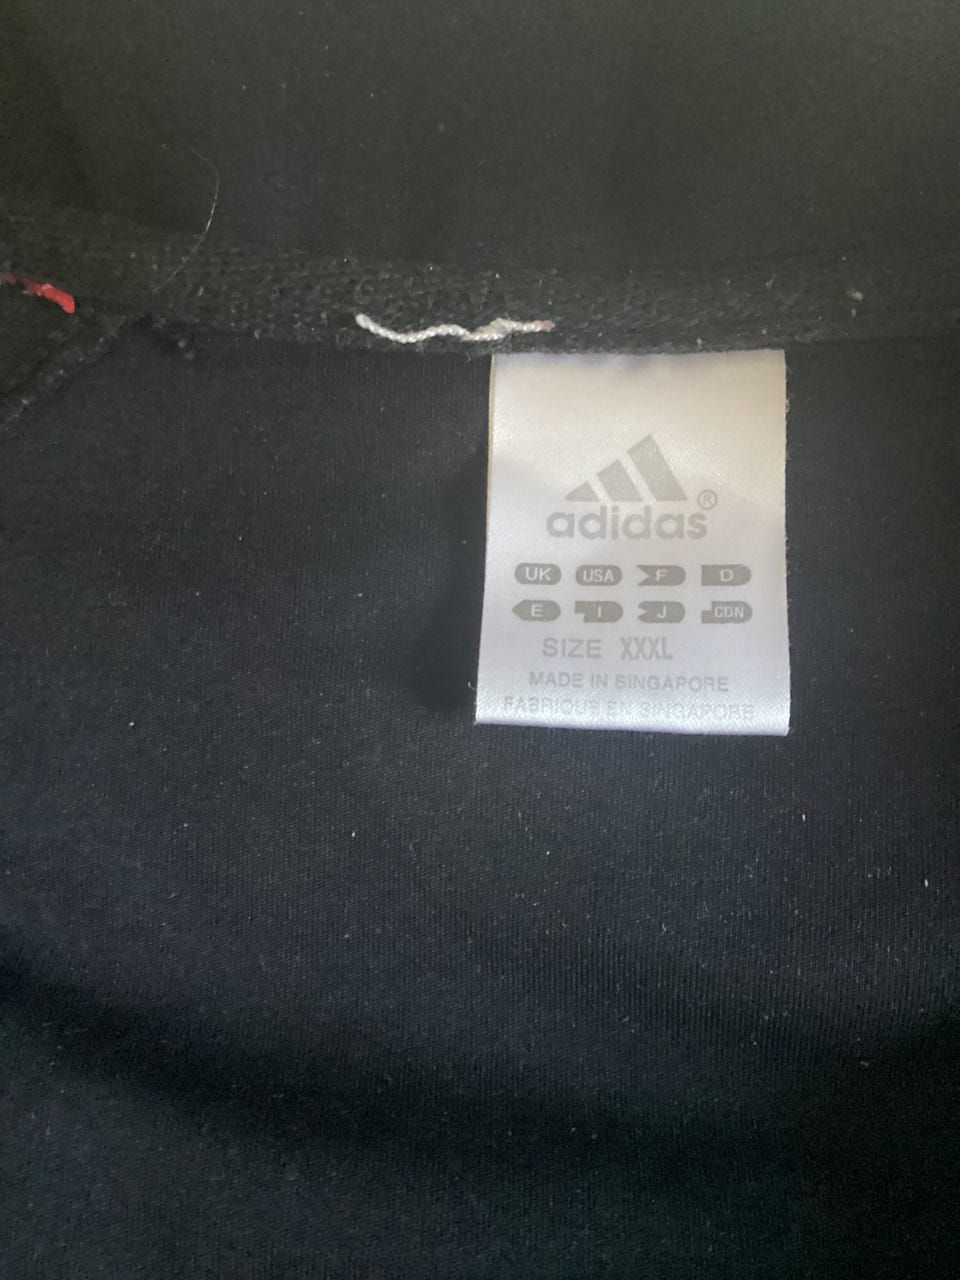 adidas®
UK USA F D
E I J CDN
SIZE XXXL
MADE IN SINGAPORE
FABRIQUE EN SINGAPORE